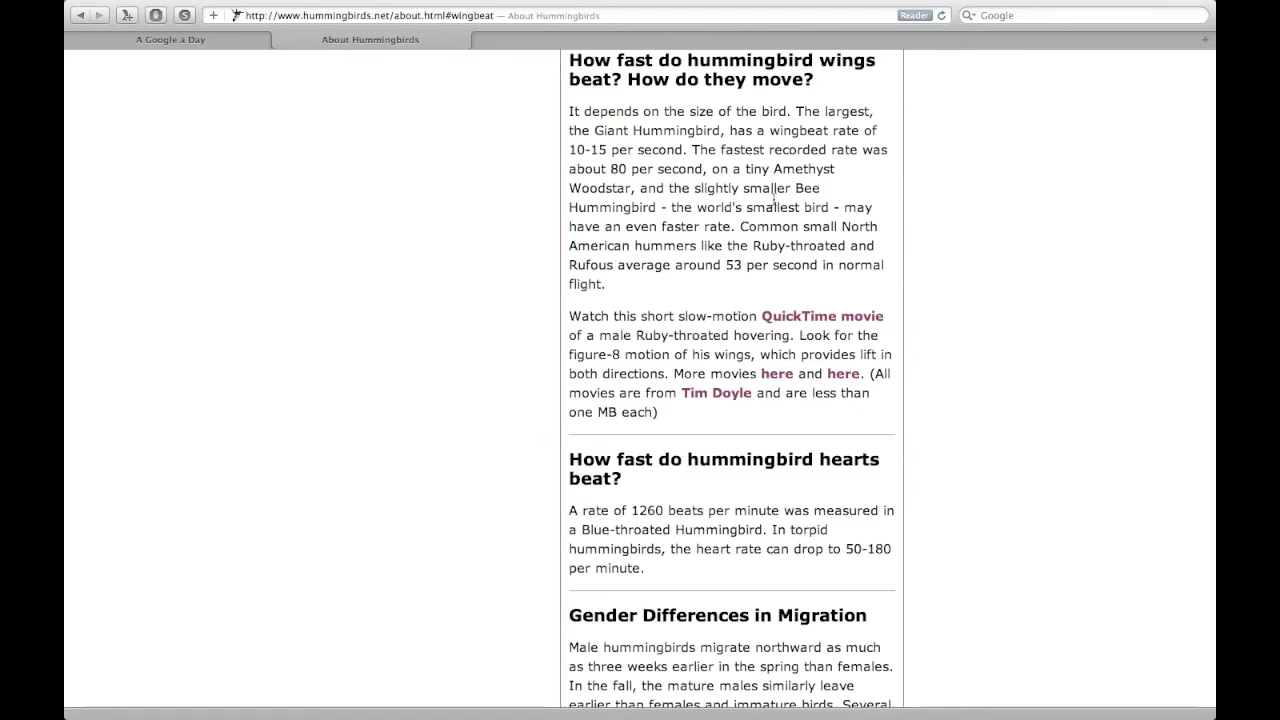 http://www.hummingbirds.net/about.html#wingbeat — About Hummingbirds
Reader
Google
A Google a Day
About Hummingbirds
How fast do hummingbird wings
beat? How do they move?
It depends on the size of the bird. The largest,
the Giant Hummingbird, has a wingbeat rate of
10-15 per second. The fastest recorded rate was
about 80 per second, on a tiny Amethyst
Woodstar, and the slightly smaller Bee
Hummingbird - the world's smallest bird - may
have an even faster rate. Common small North
American hummers like the Ruby-throated and
Rufous average around 53 per second in normal
flight.
Watch this short slow-motion QuickTime movie
of a male Ruby-throated hovering. Look for the
figure-8 motion of his wings, which provides lift in
both directions. More movies here and here. (All
movies are from Tim Doyle and are less than
one MB each)
How fast do hummingbird hearts
beat?
A rate of 1260 beats per minute was measured in
a Blue-throated Hummingbird. In torpid
hummingbirds, the heart rate can drop to 50-180
per minute.
Gender Differences in Migration
Male hummingbirds migrate northward as much
as three weeks earlier in the spring than females.
In the fall, the mature males similarly leave
earlier than females and immature birds. Several